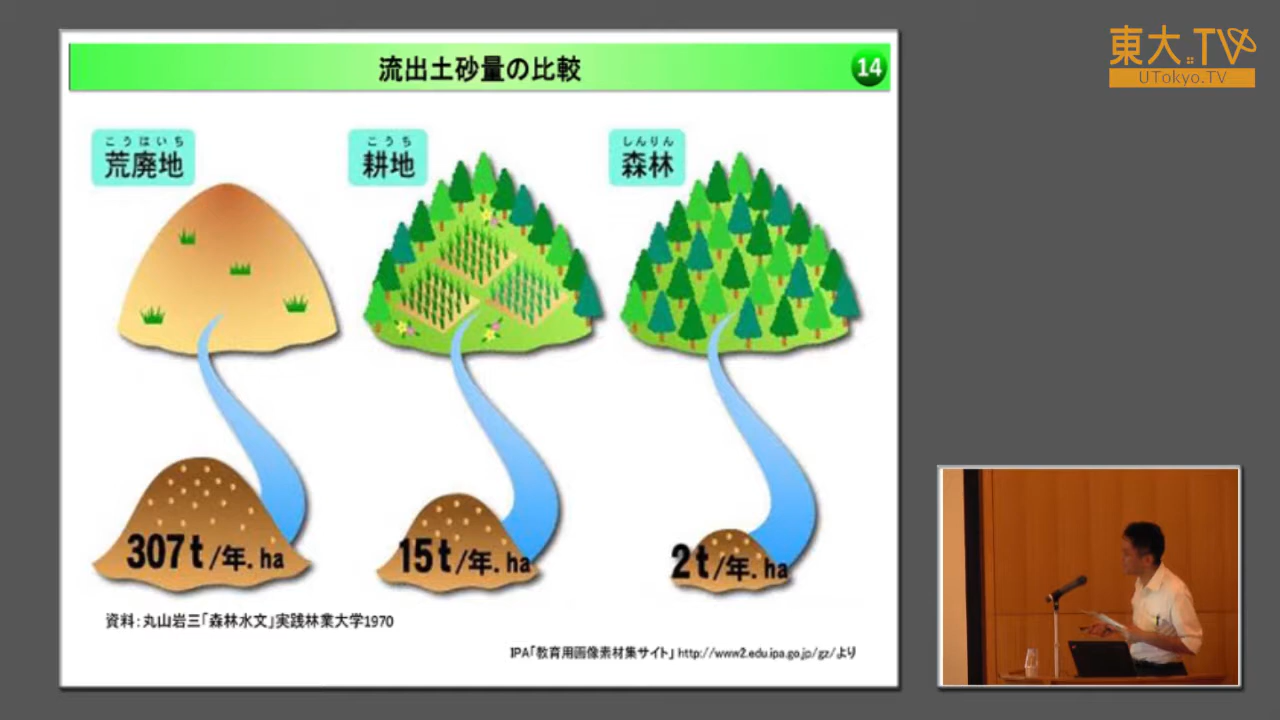 流出土砂量の比較
14
東大.TV
UTokyo.TV
こうはいち
荒廃地
こうち
耕地
しんりん
森林
307t/年.ha
15t/年.ha
2t/年.ha
資料:丸山岩三「森林水文」実践林業大学1970
IPA「教育用画像素材集サイト」 http://www2.edu.ipa.go.jp/gz/より